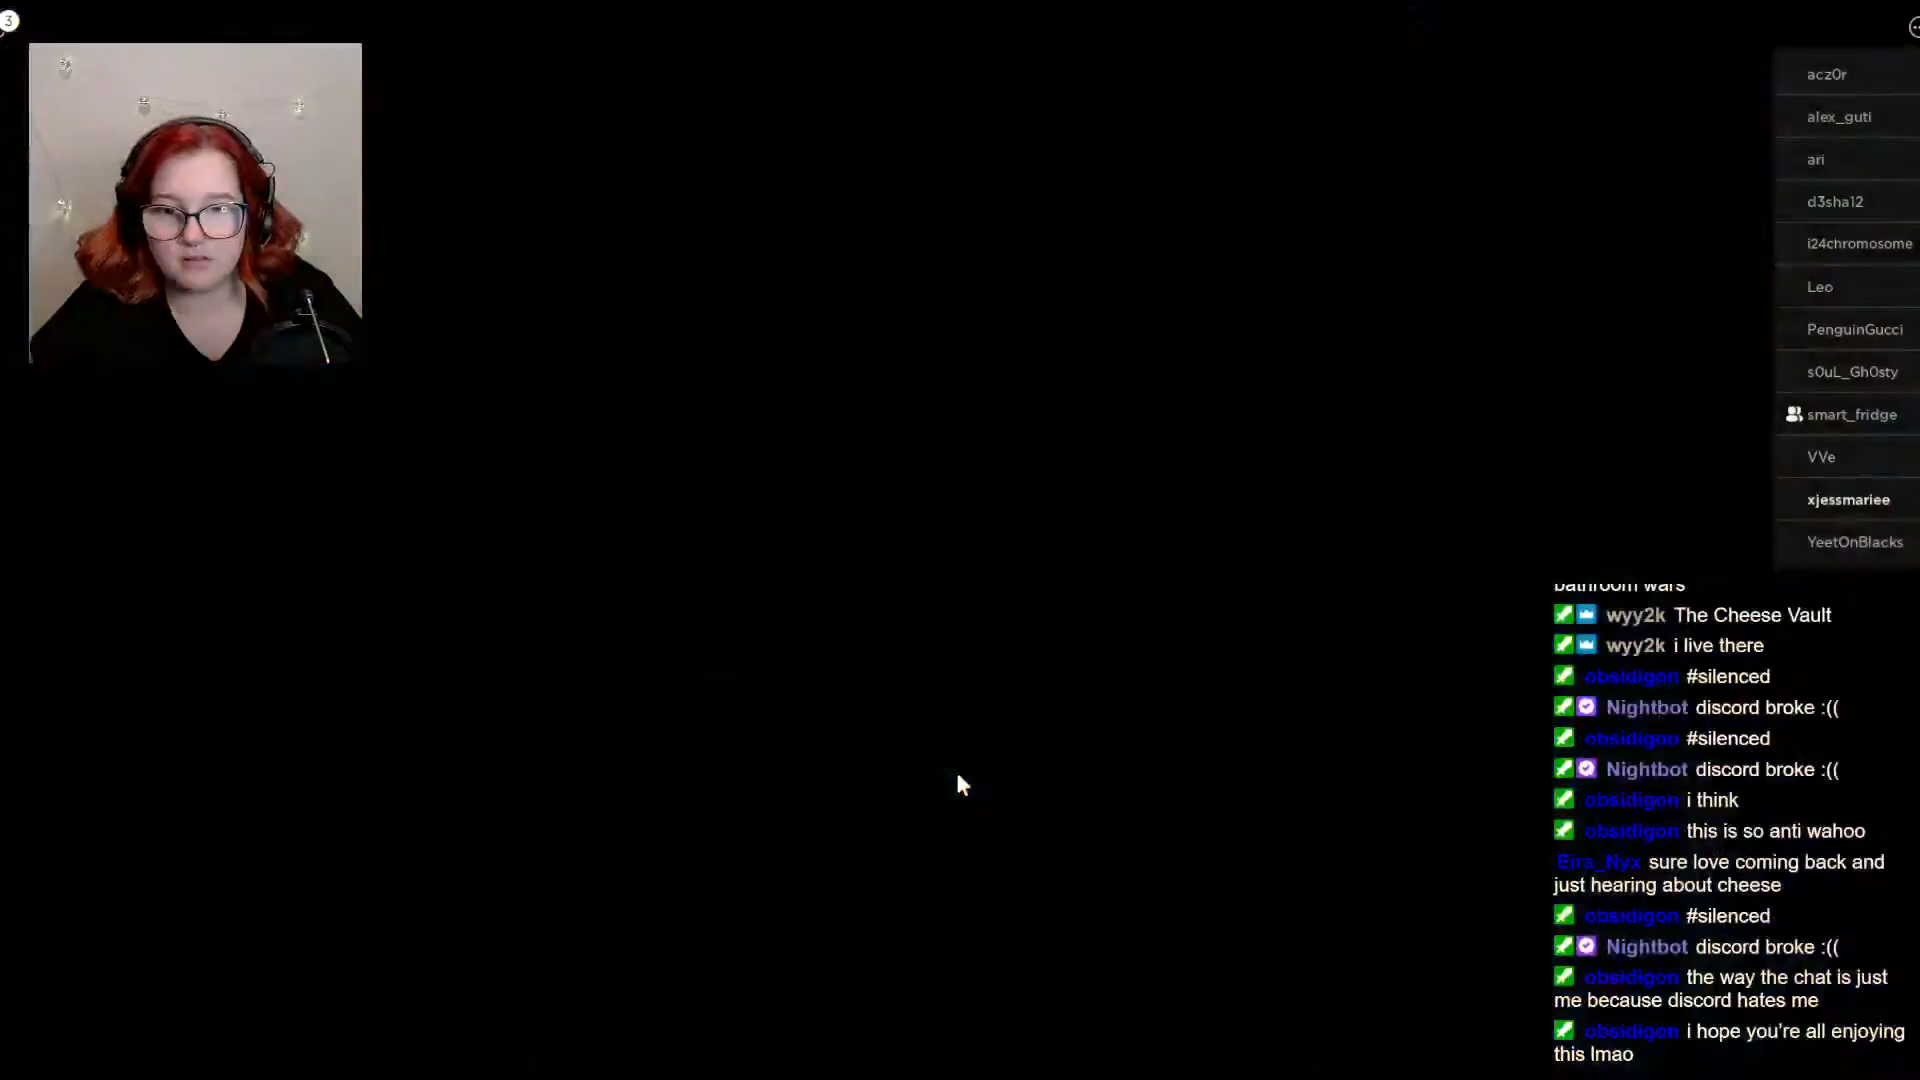 3
acz0r
alex_guti
ari
d3sha12
i24chromosome
Leo
PenguinGucci
s0uL_Gh0sty
smart_fridge
VVe
xjessmariee
YeetOnBlacks
bathroom wars
wyy2k The Cheese Vault
wyy2k i live there
obsidigon #silenced
Nightbot discord broke :((
obsidigon #silenced
Nightbot discord broke :((
obsidigon i think
obsidigon this is so anti wahoo
Eira_Nyx sure love coming back and
just hearing about cheese
obsidigon #silenced
Nightbot discord broke :((
obsidigon the way the chat is just
me because discord hates me
obsidigon i hope you're all enjoying
this lmao